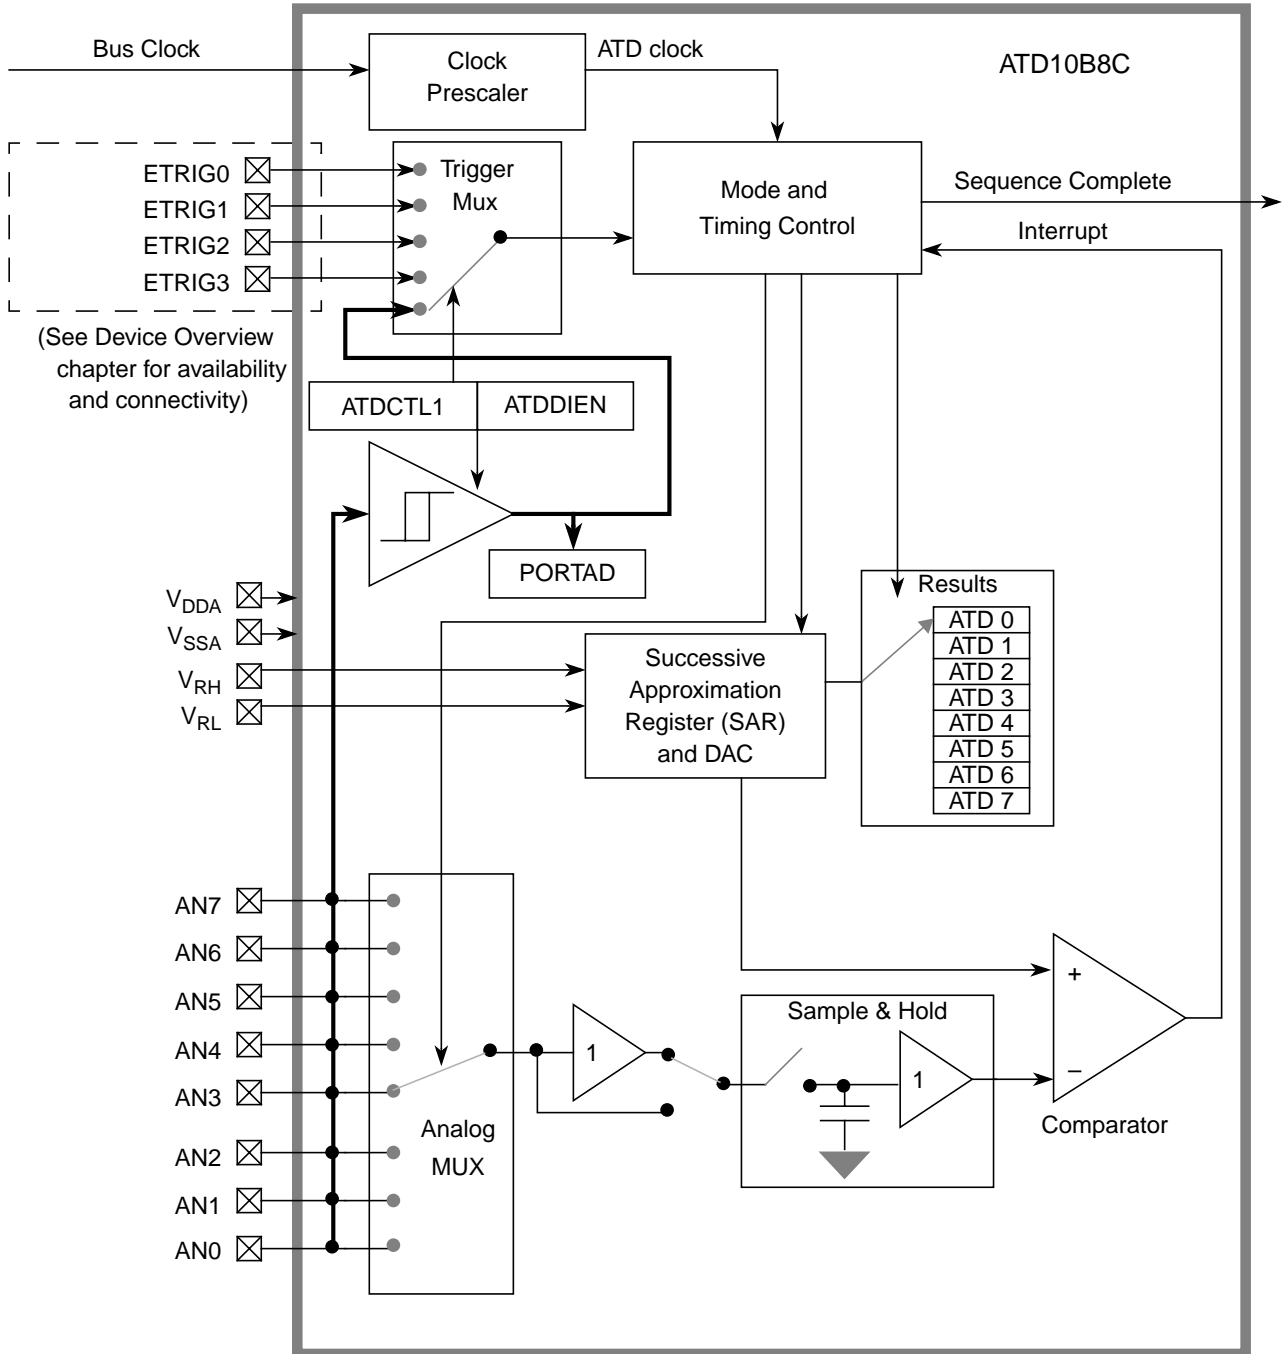 Bus Clock
Clock
Prescaler
ATD clock
ATD10B8C
ETRIG0
ETRIG1
ETRIG2
ETRIG3
(See Device Overview
chapter for availability
and connectivity)
Trigger
Mux
Mode and
Timing Control
Sequence Complete
Interrupt
ATDCTL1
ATDDIEN
PORTAD
VDDA
VSSA
VRH
VRL
Successive
Approximation
Register (SAR)
and DAC
Results
ATD 0
ATD 1
ATD 2
ATD 3
ATD 4
ATD 5
ATD 6
ATD 7
AN7
AN6
AN5
AN4
AN3
AN2
AN1
AN0
Analog
MUX
1
Sample & Hold
1
+
−
Comparator